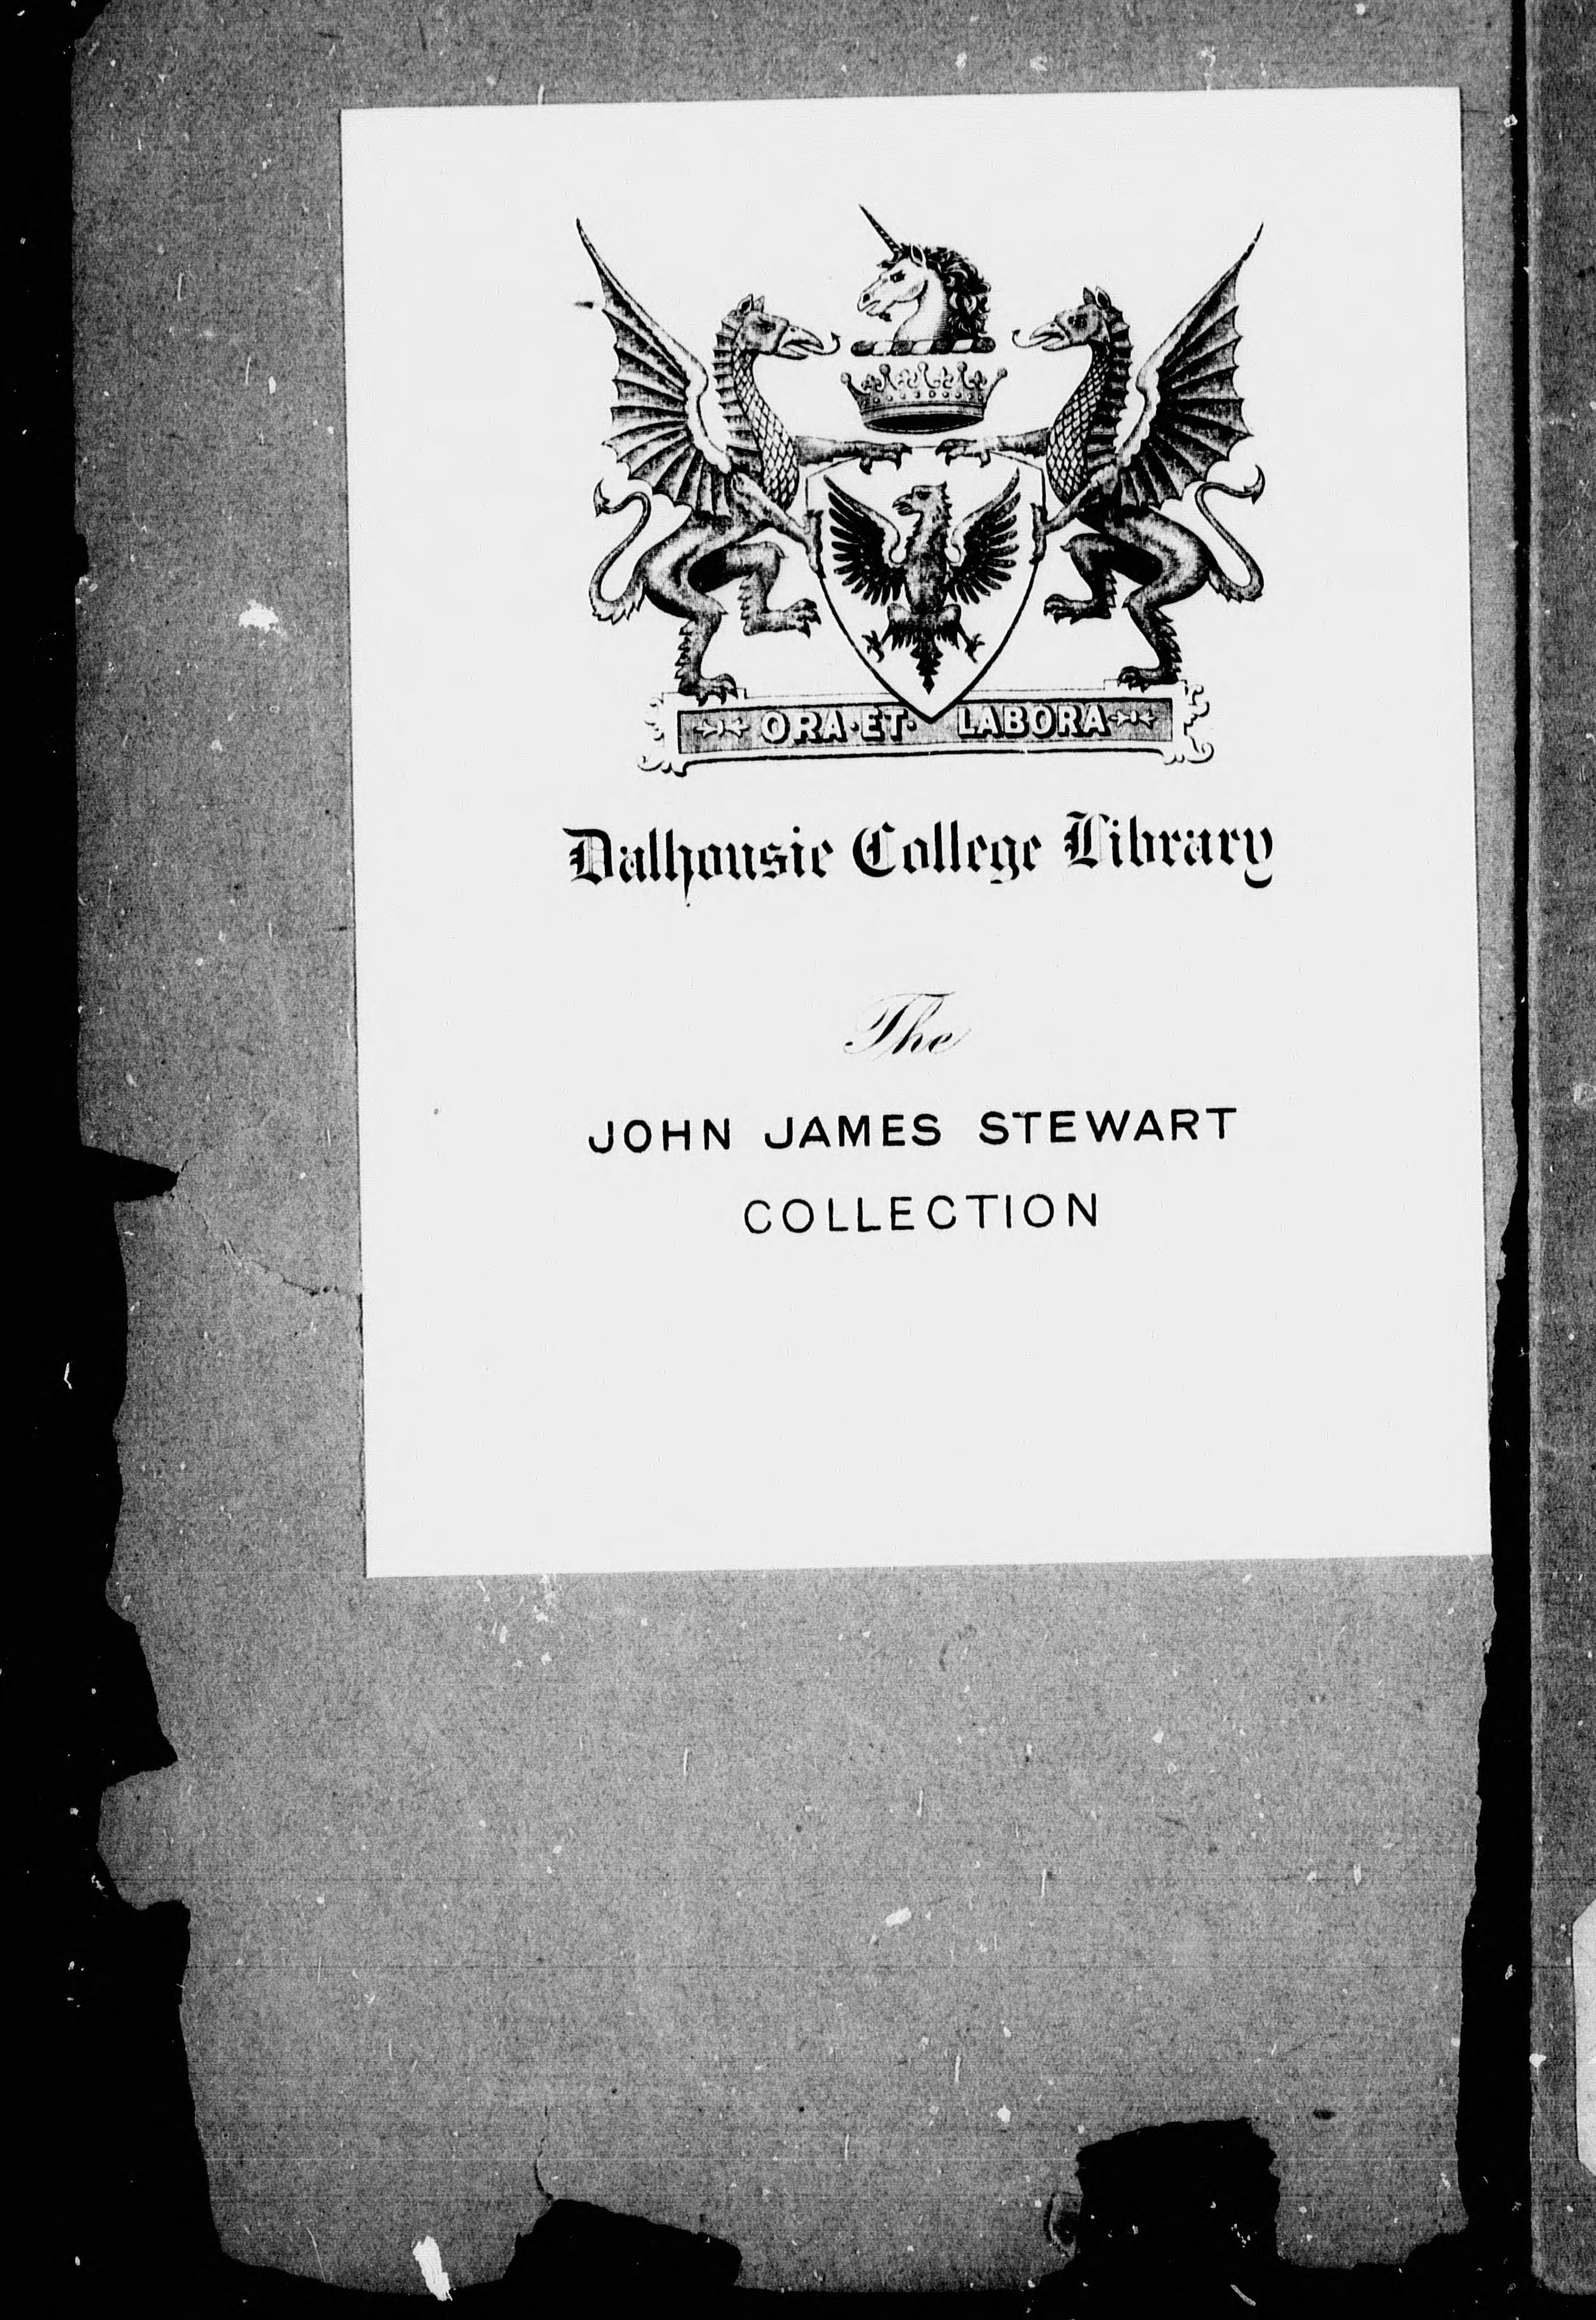 ORA·ET· LABORA
Dalhousie College Library
The
JOHN JAMES STEWART
COLLECTION